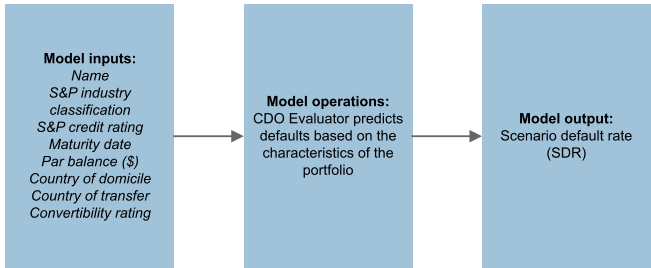 Model inputs:
Name
S&P industry
classification
S&P credit rating
Maturity date
Par balance ($)
Country of domicile
Country of transfer
Convertibility rating
Model operations:
CDO Evaluator predicts
defaults based on the
characteristics of the
portfolio
Model output:
Scenario default rate
(SDR)